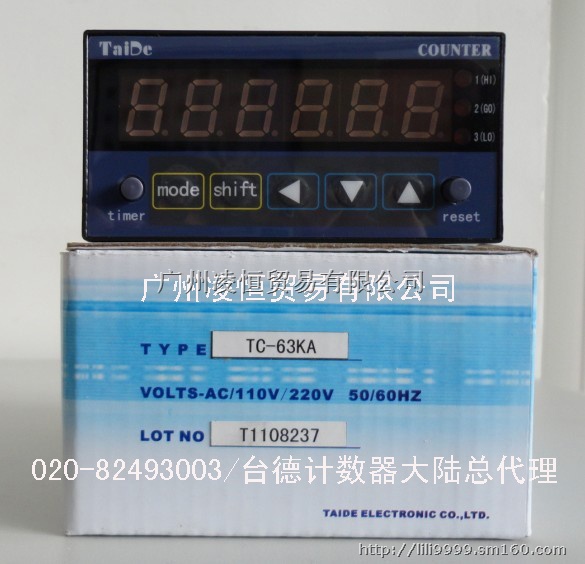 TaiDe COUNTER
888888
1(HI)
2(GO)
3(LO)
mode shift
timer reset
广州凌恒贸易有限公司
广州凌恒贸易有限公司
TYPE TC-63KA
VOLTS-AC/110V/220V 50/60HZ
LOT NO T1108237
020-82493003/台德计数器大陆总代理
TAIDE ELECTRONIC CO.,LTD.
http://lili9999.sm160.com